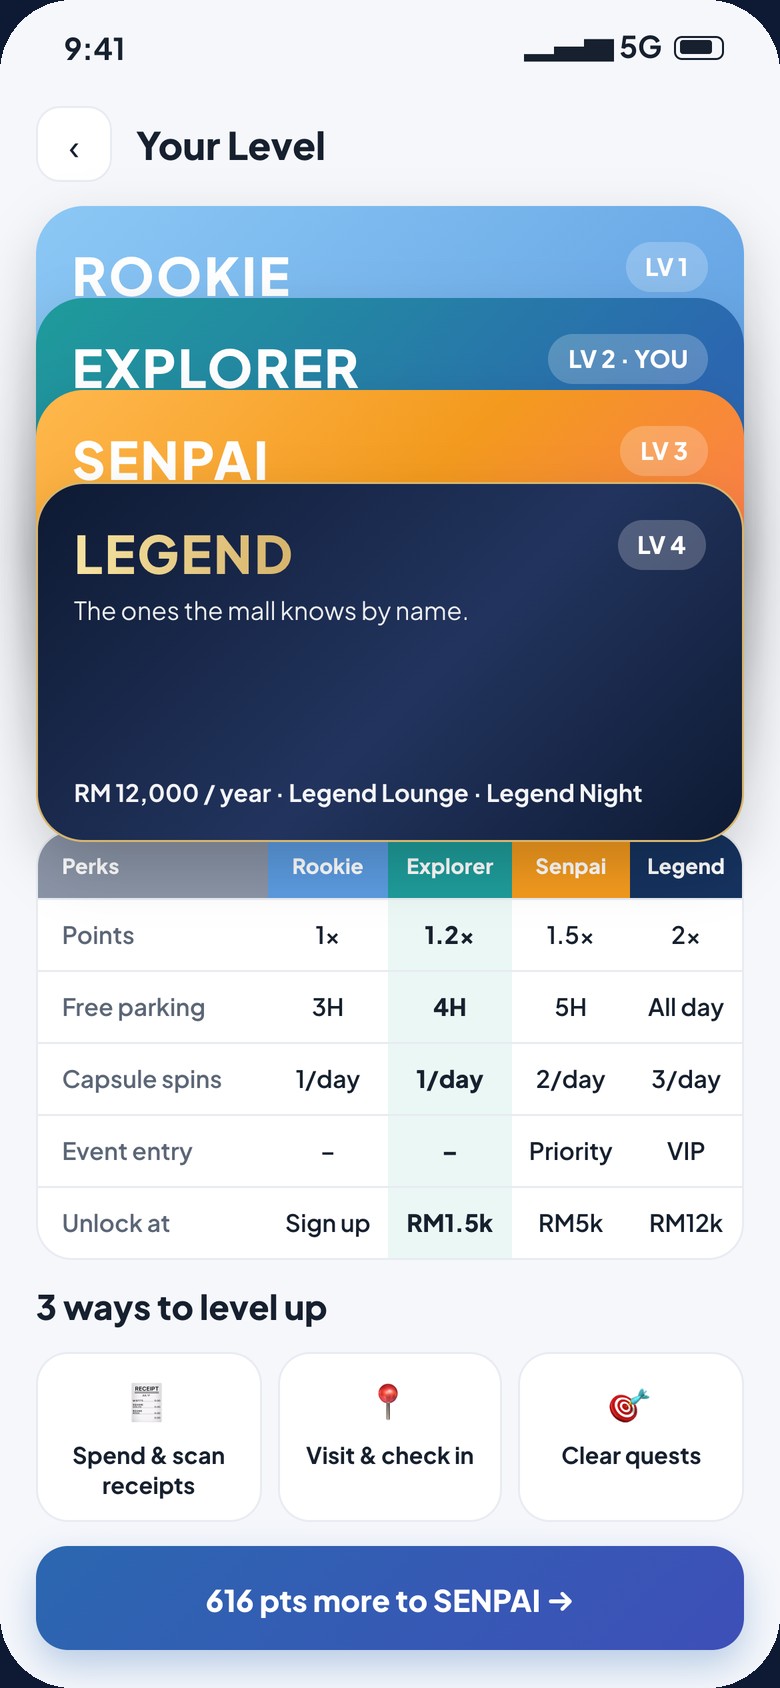 9:41
5G
‹ Your Level
ROOKIE LV 1
EXPLORER LV 2 · YOU
SENPAI LV 3
LEGEND LV 4
The ones the mall knows by name.
RM 12,000 / year · Legend Lounge · Legend Night
Perks Rookie Explorer Senpai Legend
Points 1× 1.2× 1.5× 2×
Free parking 3H 4H 5H All day
Capsule spins 1/day 1/day 2/day 3/day
Event entry – – Priority VIP
Unlock at Sign up RM1.5k RM5k RM12k
3 ways to level up
RECEIPT
Spend & scan
receipts
Visit & check in
Clear quests
616 pts more to SENPAI →